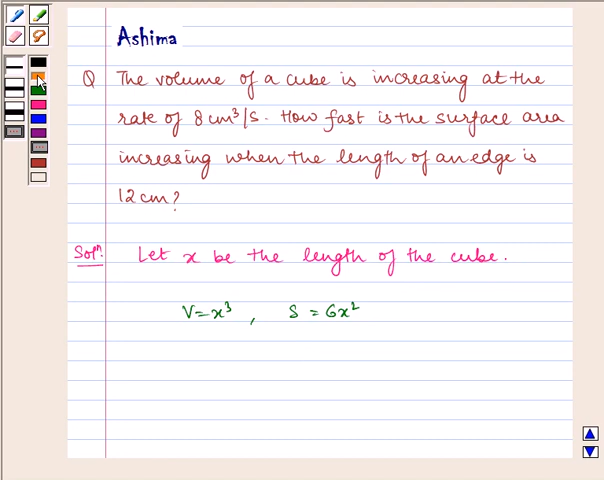 Ashima
Q The volume of a cube is increasing at the
rate of 8 cm³/s. How fast is the surface area
increasing when the length of an edge is
12 cm?
Solⁿ. Let x be the length of the cube.
V = x³ , S = 6x²